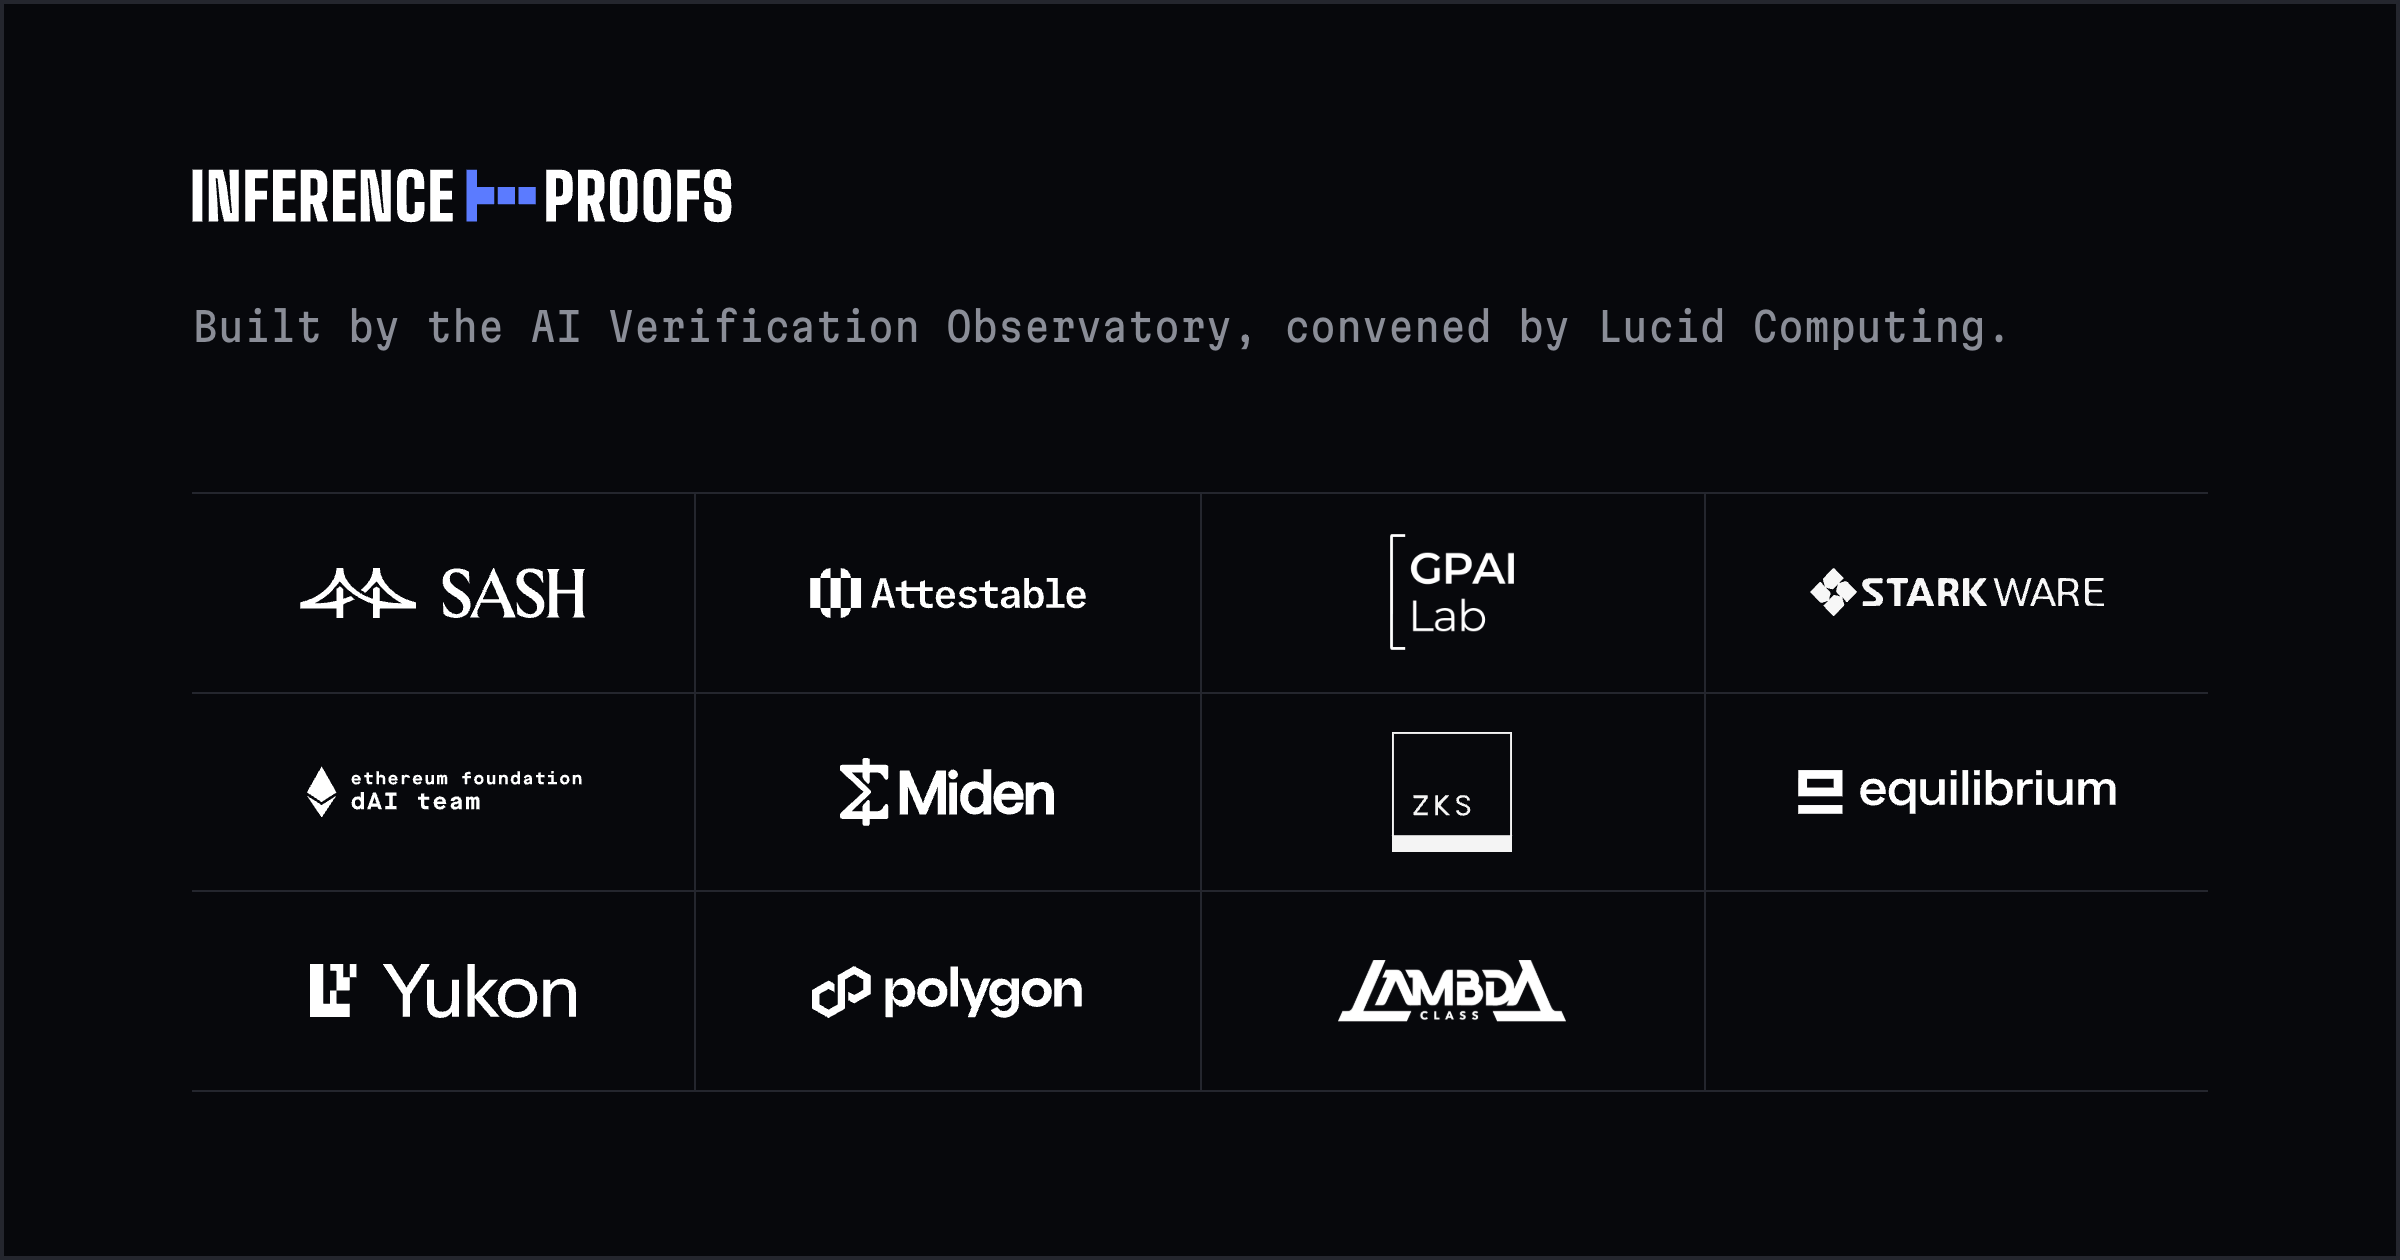 INFERENCE PROOFS
Built by the AI Verification Observatory, convened by Lucid Computing.
SASH
Attestable
GPAI
Lab
STARKWARE
ethereum foundation
dAI team
Miden
ZKS
equilibrium
Yukon
polygon
LAMBDA
CLASS